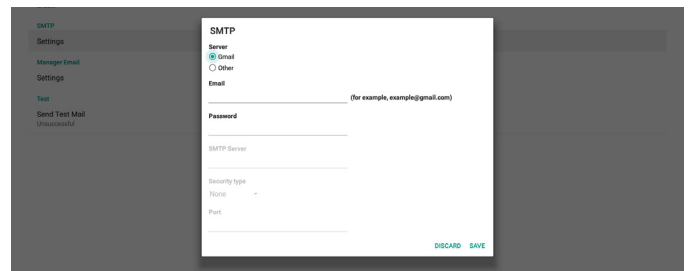 SMTP
Settings
Manager Email
Settings
Test
Send Test Mail
Unsuccessful
SMTP
Server
Gmail
Other
Email
(for example, example@gmail.com)
Password
SMTP Server
Security type
None
Port
DISCARD SAVE